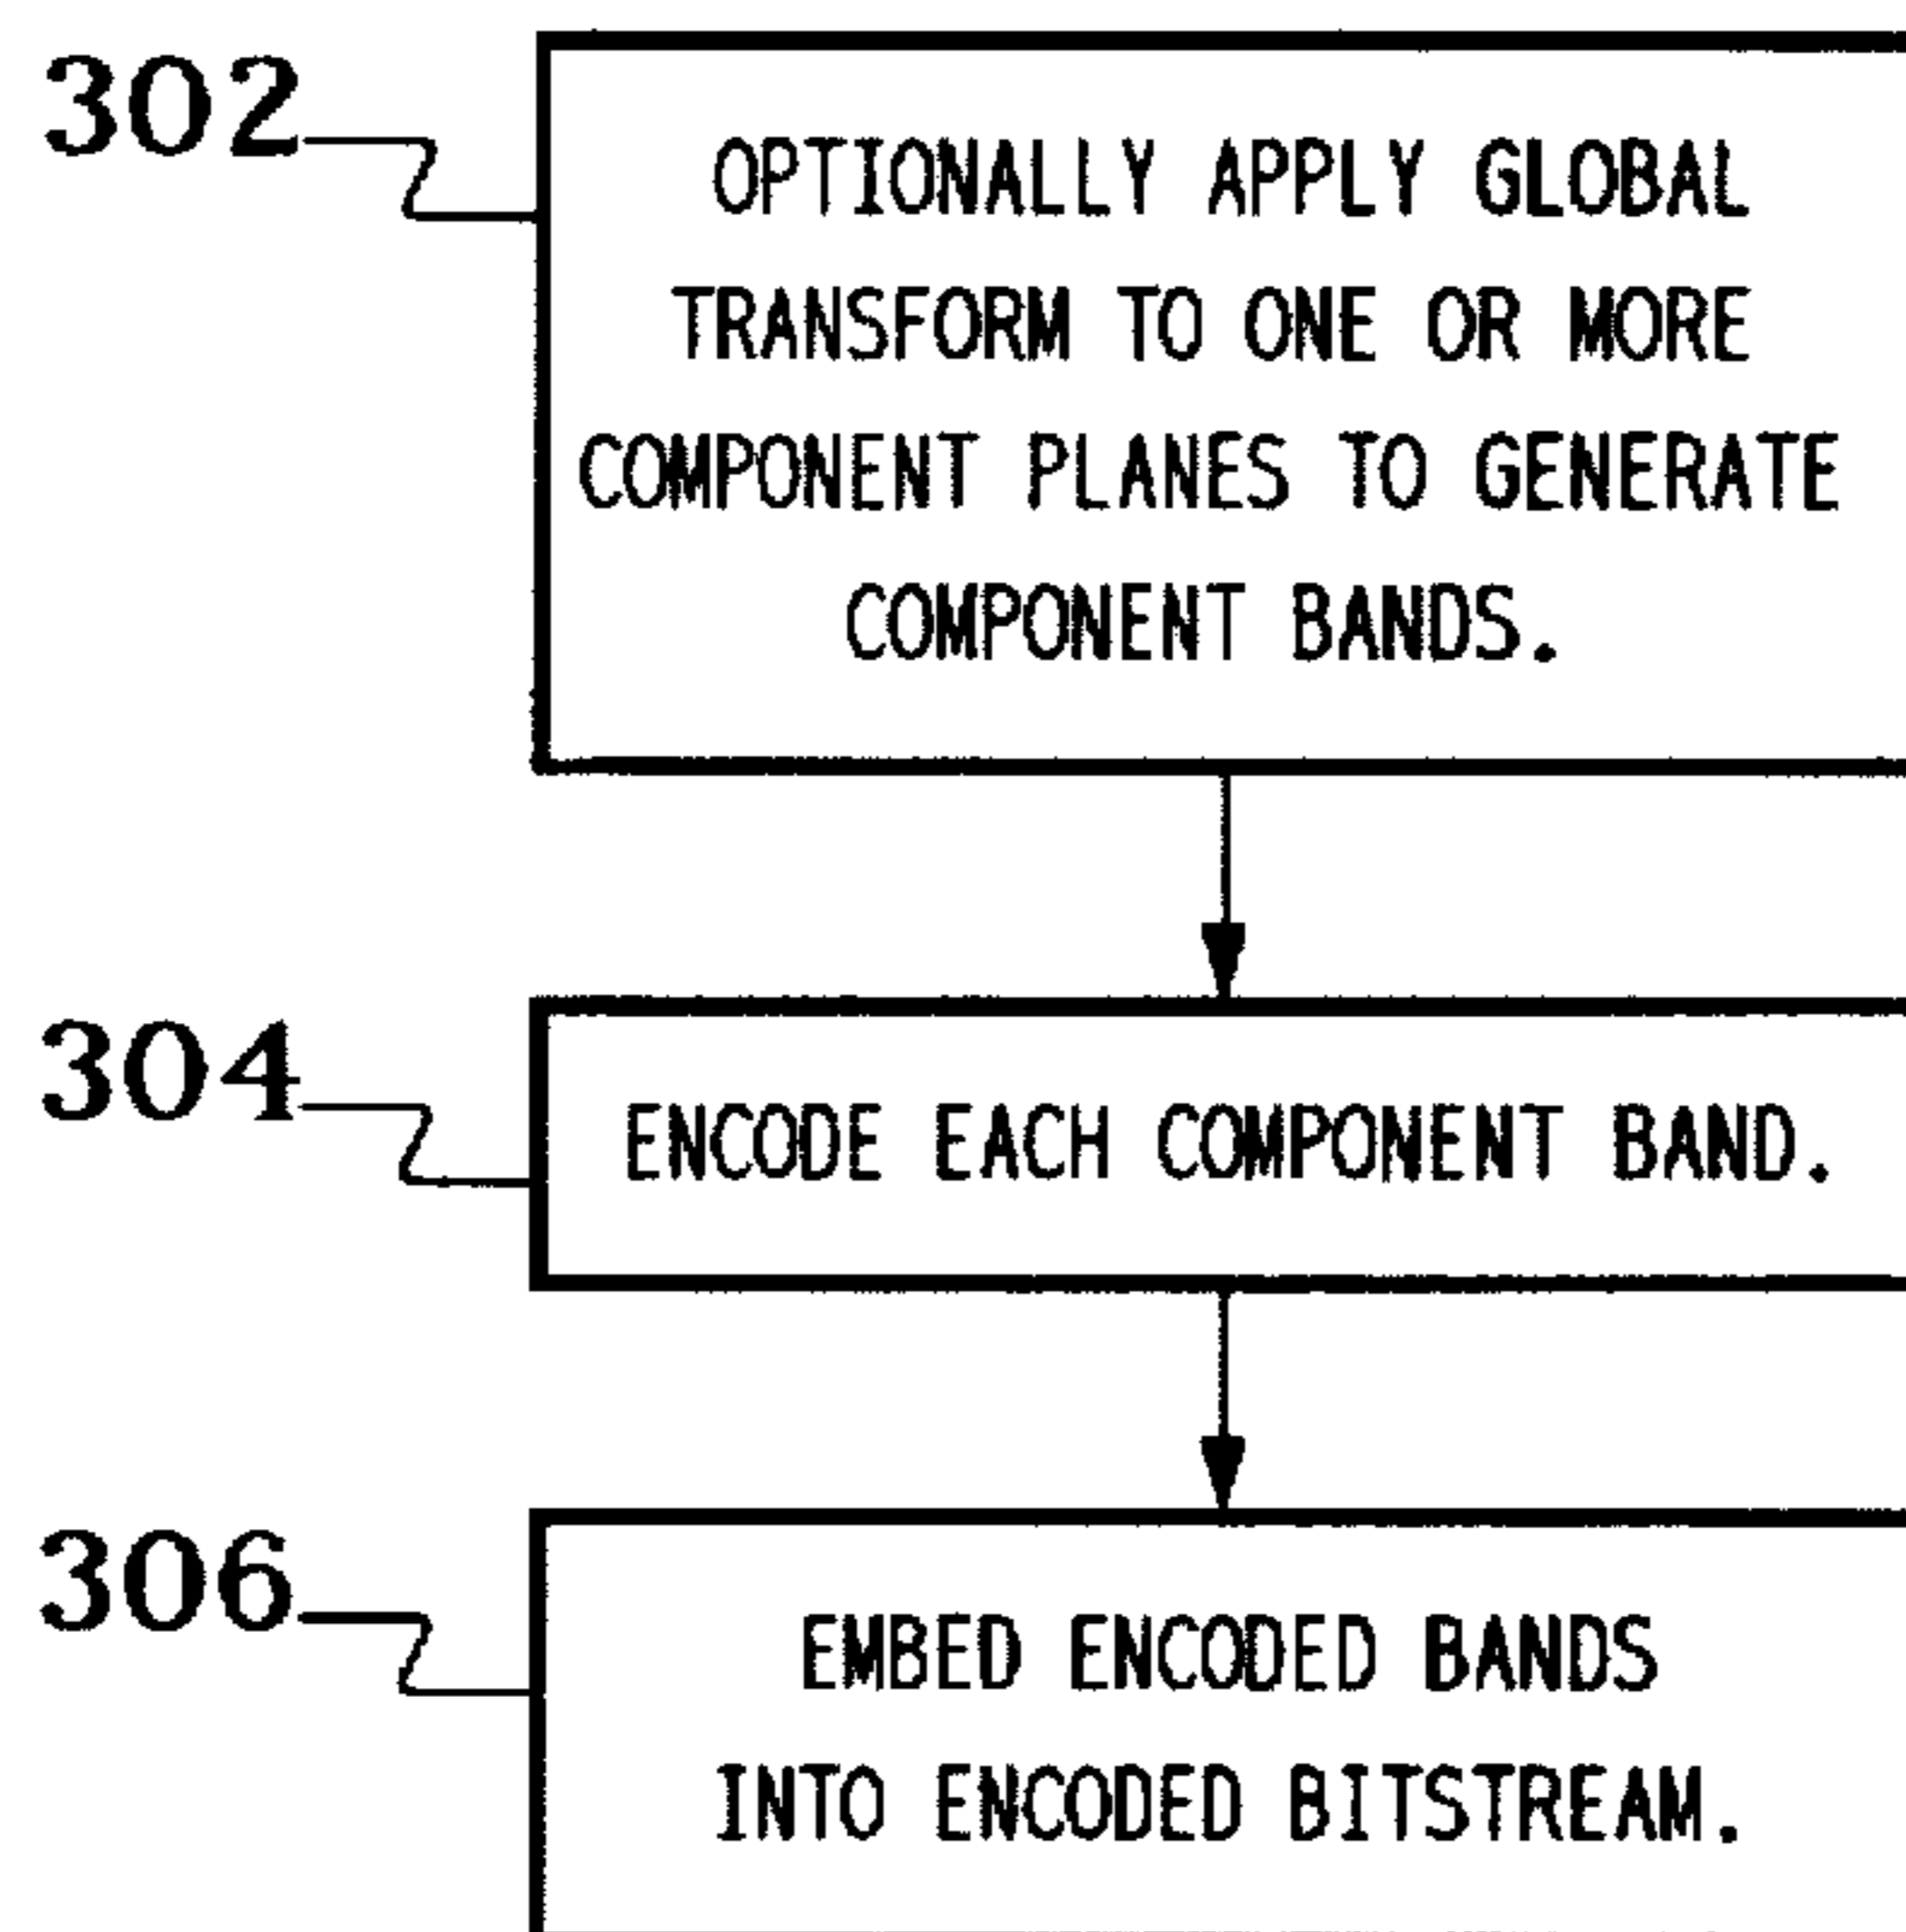 302
OPTIONALLY APPLY GLOBAL
TRANSFORM TO ONE OR MORE
COMPONENT PLANES TO GENERATE
COMPONENT BANDS.
304
ENCODE EACH COMPONENT BAND.
306
EMBED ENCODED BANDS
INTO ENCODED BITSTREAM.